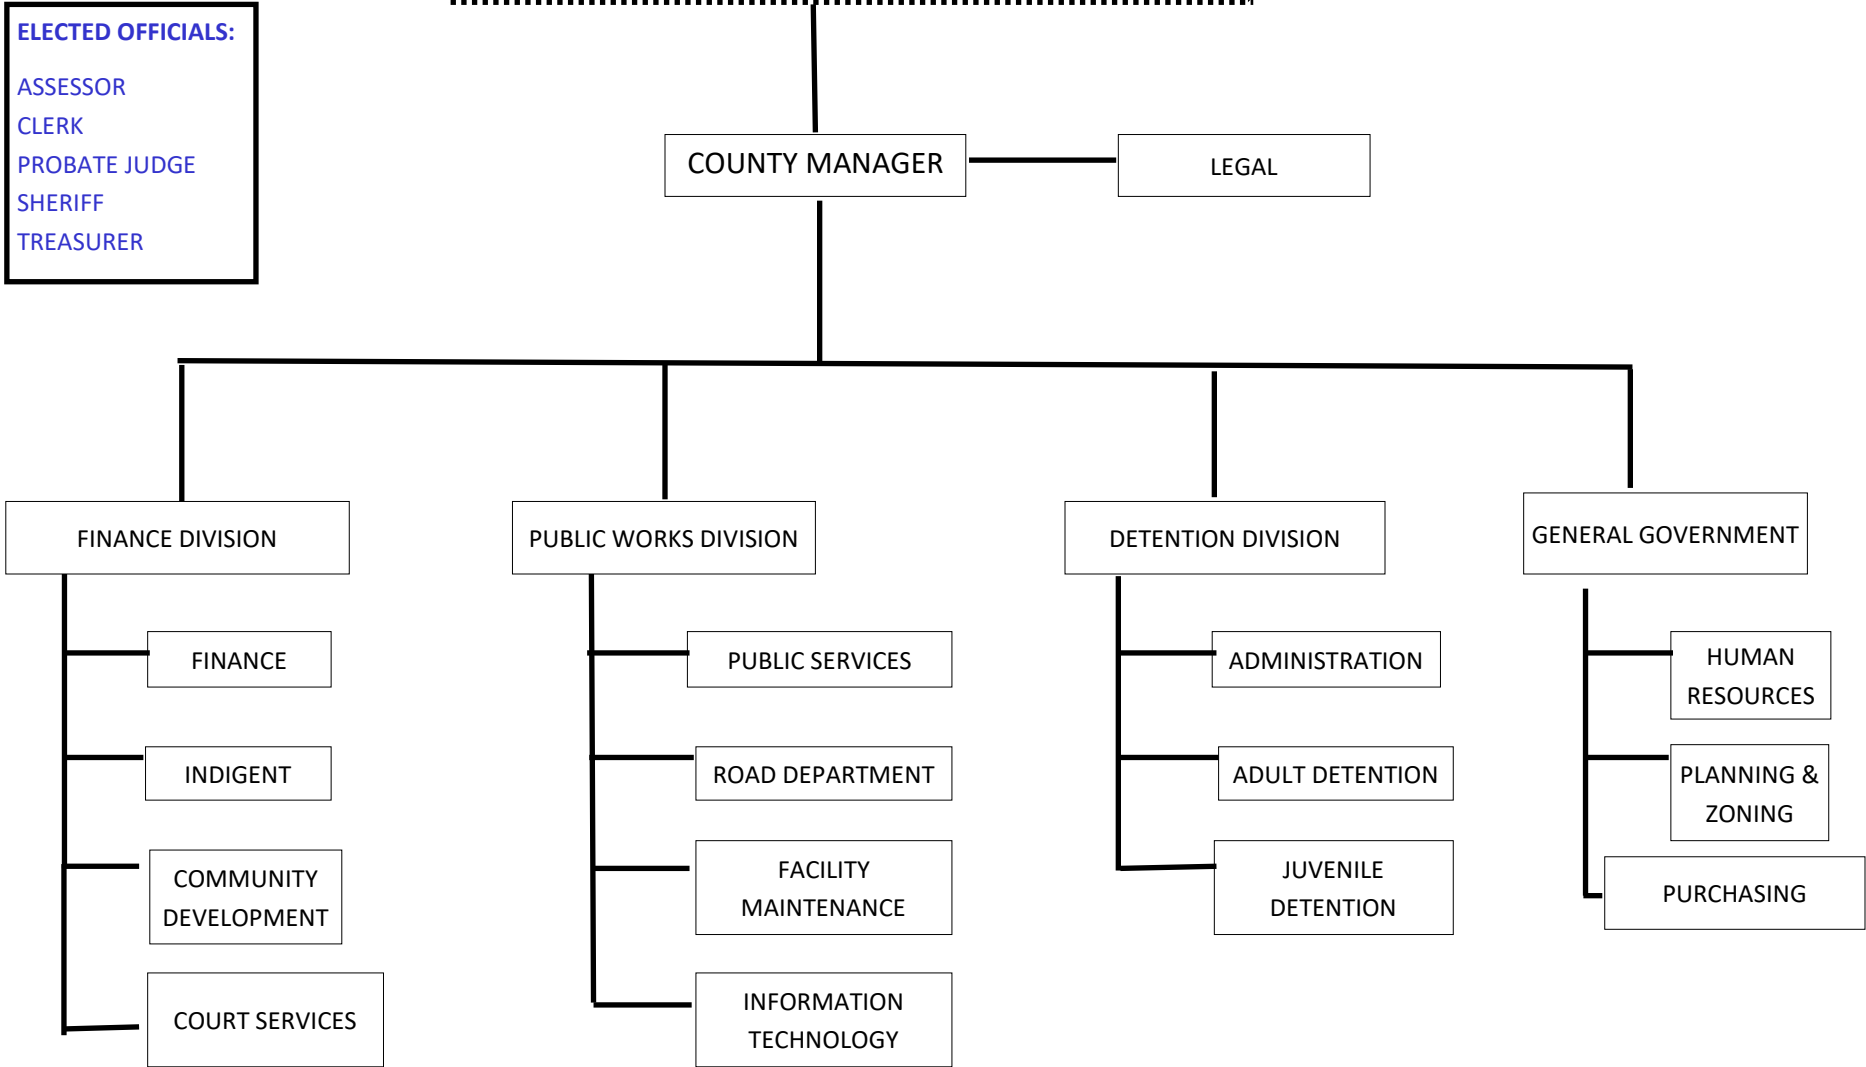 ELECTED OFFICIALS:
ASSESSOR
CLERK
PROBATE JUDGE
SHERIFF
TREASURER
COUNTY MANAGER
LEGAL
FINANCE DIVISION
PUBLIC WORKS DIVISION
DETENTION DIVISION
GENERAL GOVERNMENT
FINANCE
INDIGENT
COMMUNITY
DEVELOPMENT
COURT SERVICES
PUBLIC SERVICES
ROAD DEPARTMENT
FACILITY
MAINTENANCE
INFORMATION
TECHNOLOGY
ADMINISTRATION
ADULT DETENTION
JUVENILE
DETENTION
HUMAN
RESOURCES
PLANNING &
ZONING
PURCHASING